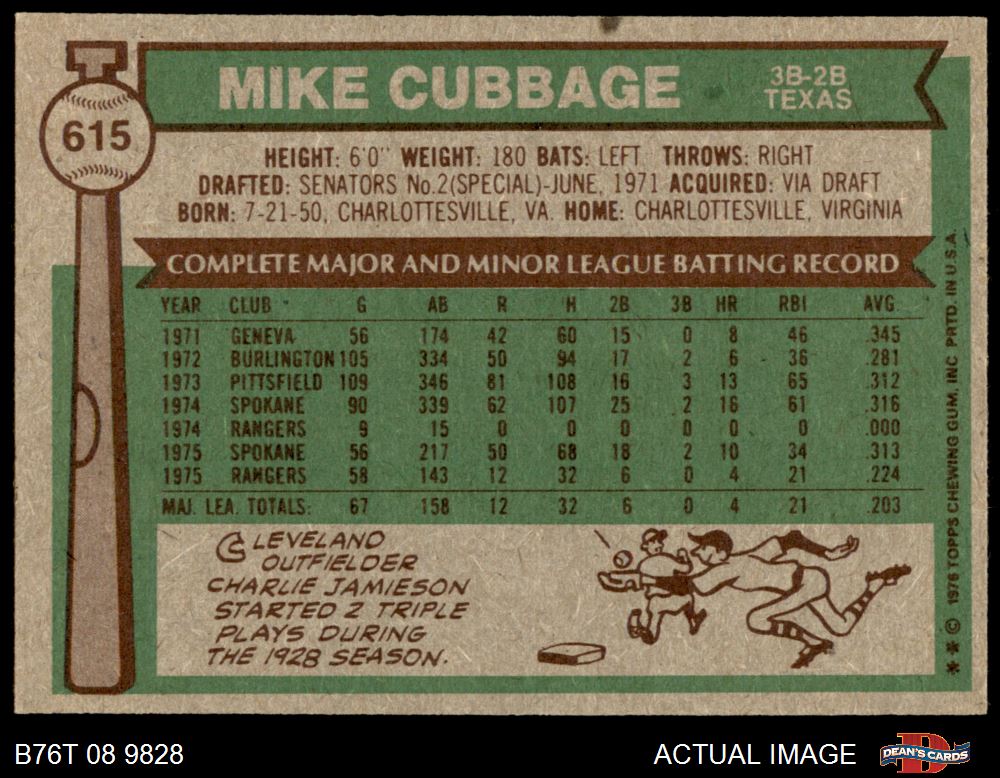 615
MIKE CUBBAGE
3B-2B
TEXAS
HEIGHT: 6'0" WEIGHT: 180 BATS: LEFT THROWS: RIGHT
DRAFTED: SENATORS No.2(SPECIAL)-JUNE, 1971 ACQUIRED: VIA DRAFT
BORN: 7-21-50, CHARLOTTESVILLE, VA. HOME: CHARLOTTESVILLE, VIRGINIA
COMPLETE MAJOR AND MINOR LEAGUE BATTING RECORD
YEAR CLUB G AB R H 2B 3B HR RBI AVG.
1971 GENEVA 56 174 42 60 15 0 8 46 .345
1972 BURLINGTON 105 334 50 94 17 2 6 36 .281
1973 PITTSFIELD 109 346 81 108 16 3 13 65 .312
1974 SPOKANE 90 339 62 107 25 2 16 61 .316
1974 RANGERS 9 15 0 0 0 0 0 0 .000
1975 SPOKANE 56 217 50 68 18 2 10 34 .313
1975 RANGERS 58 143 12 32 6 0 4 21 .224
MAJ. LEA. TOTALS: 67 158 12 32 6 0 4 21 .203
CLEVELAND
OUTFIELDER
CHARLIE JAMIESON
STARTED 2 TRIPLE
PLAYS DURING
THE 1928 SEASON.
** © 1976 TOPPS CHEWING GUM, INC PRTD. IN U.S.A.
B76T 08 9828
ACTUAL IMAGE
D
DEAN'S CARDS